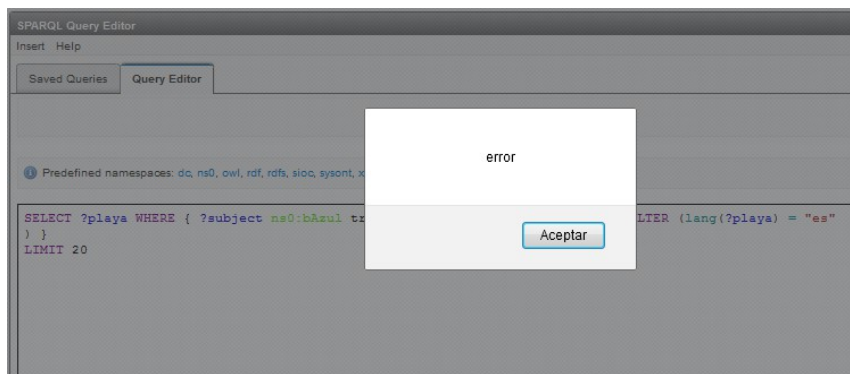 SPARQL Query Editor
Insert Help
Saved Queries Query Editor
Predefined namespaces: dc, ns0, owl, rdf, rdfs, sioc, sysont,
error
Aceptar
SELECT ?playa WHERE { ?subject ns0:bAzul LTER (lang(?playa) = "es"
) }
LIMIT 20